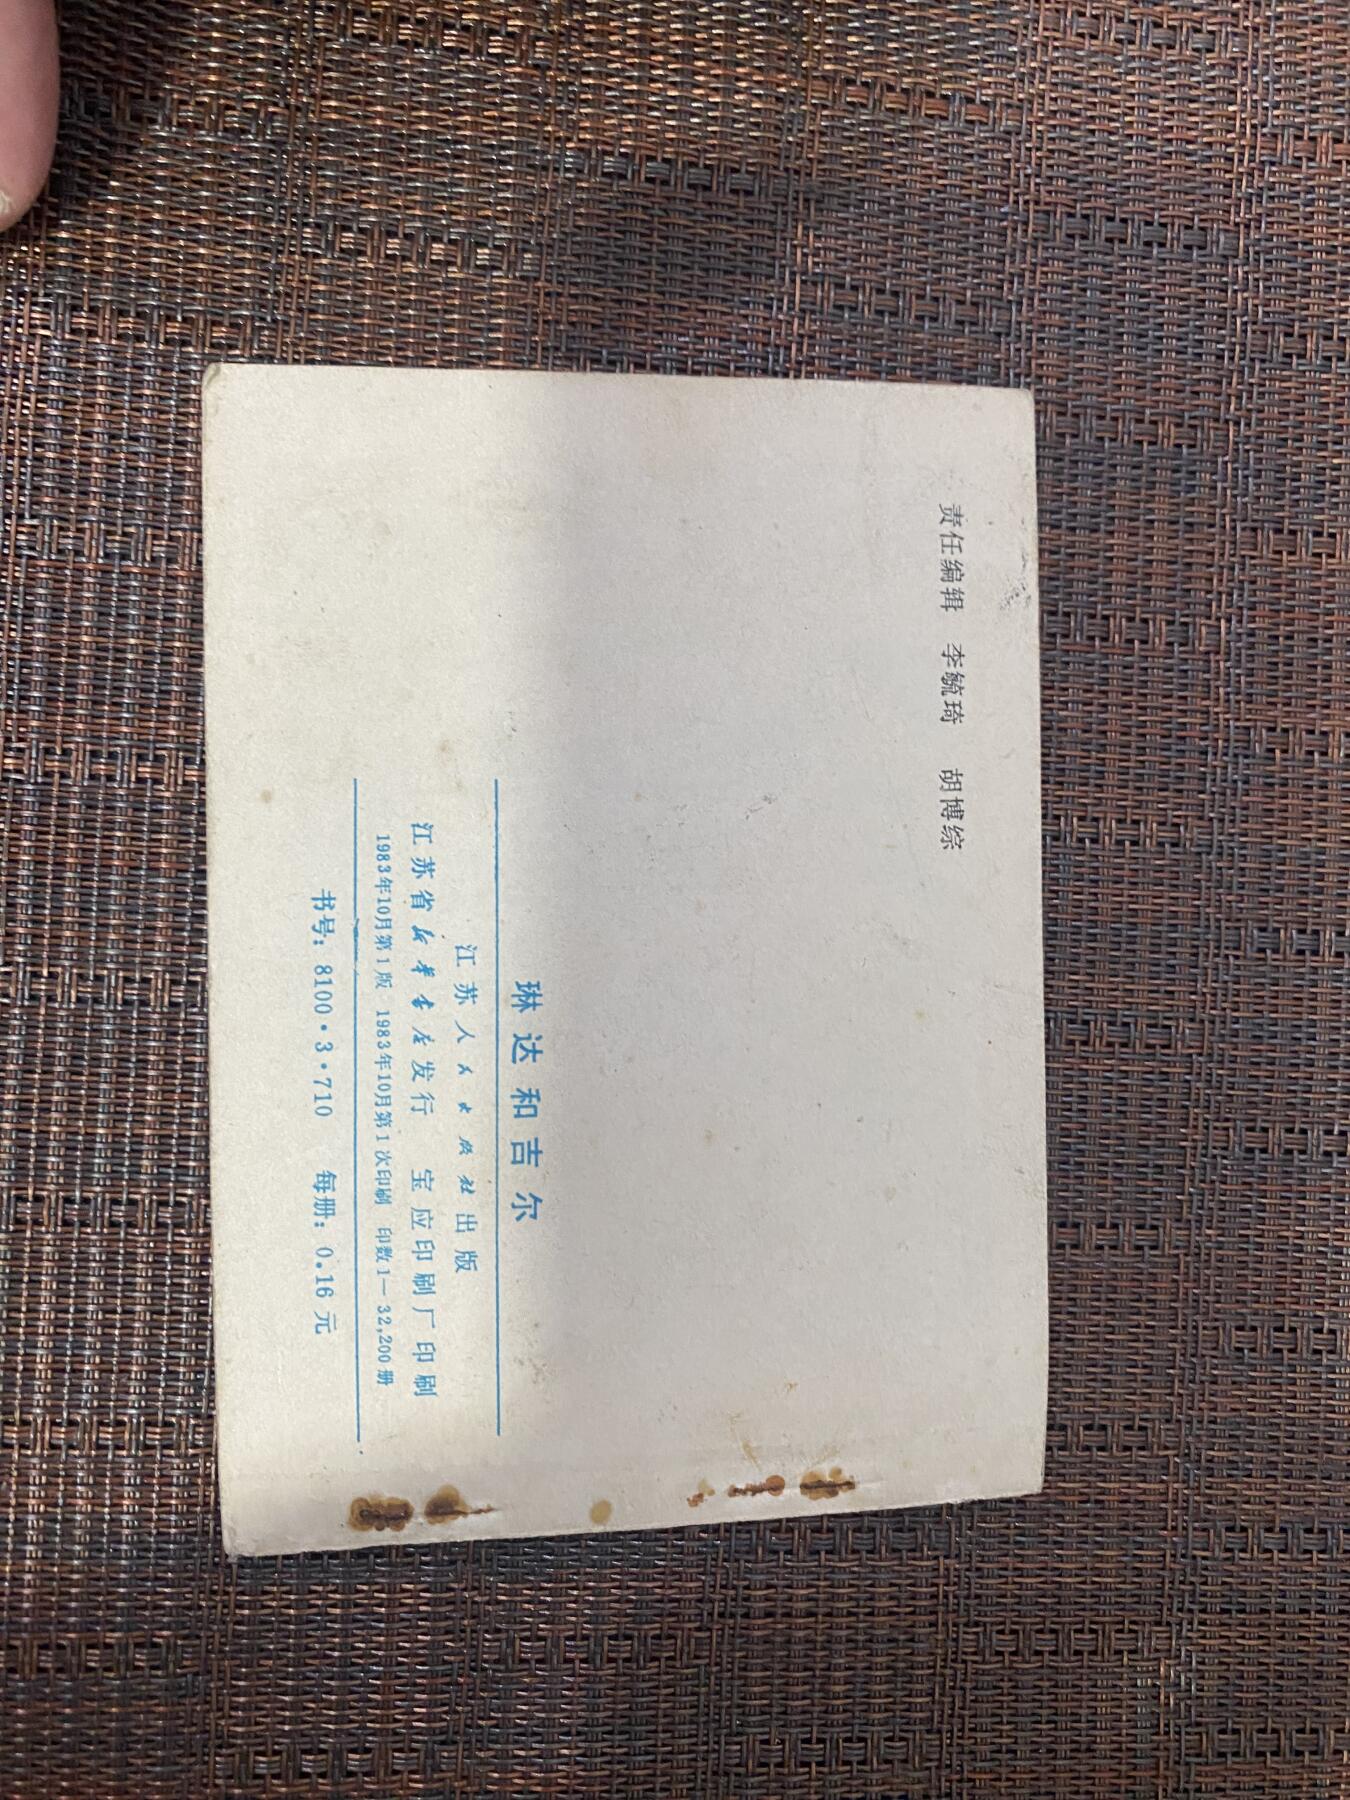 责任编辑 李毓琦 胡博综
琳达和吉尔
江苏人民出版社出版
江苏省新华书店发行 宝应印刷厂印刷
1983年10月第1版 1983年10月第1次印刷 印数1—32,200册
书号：8100·3·710 每册：0.16元